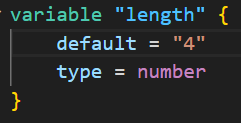 variable "length" {
    default = "4"
    type = number
}